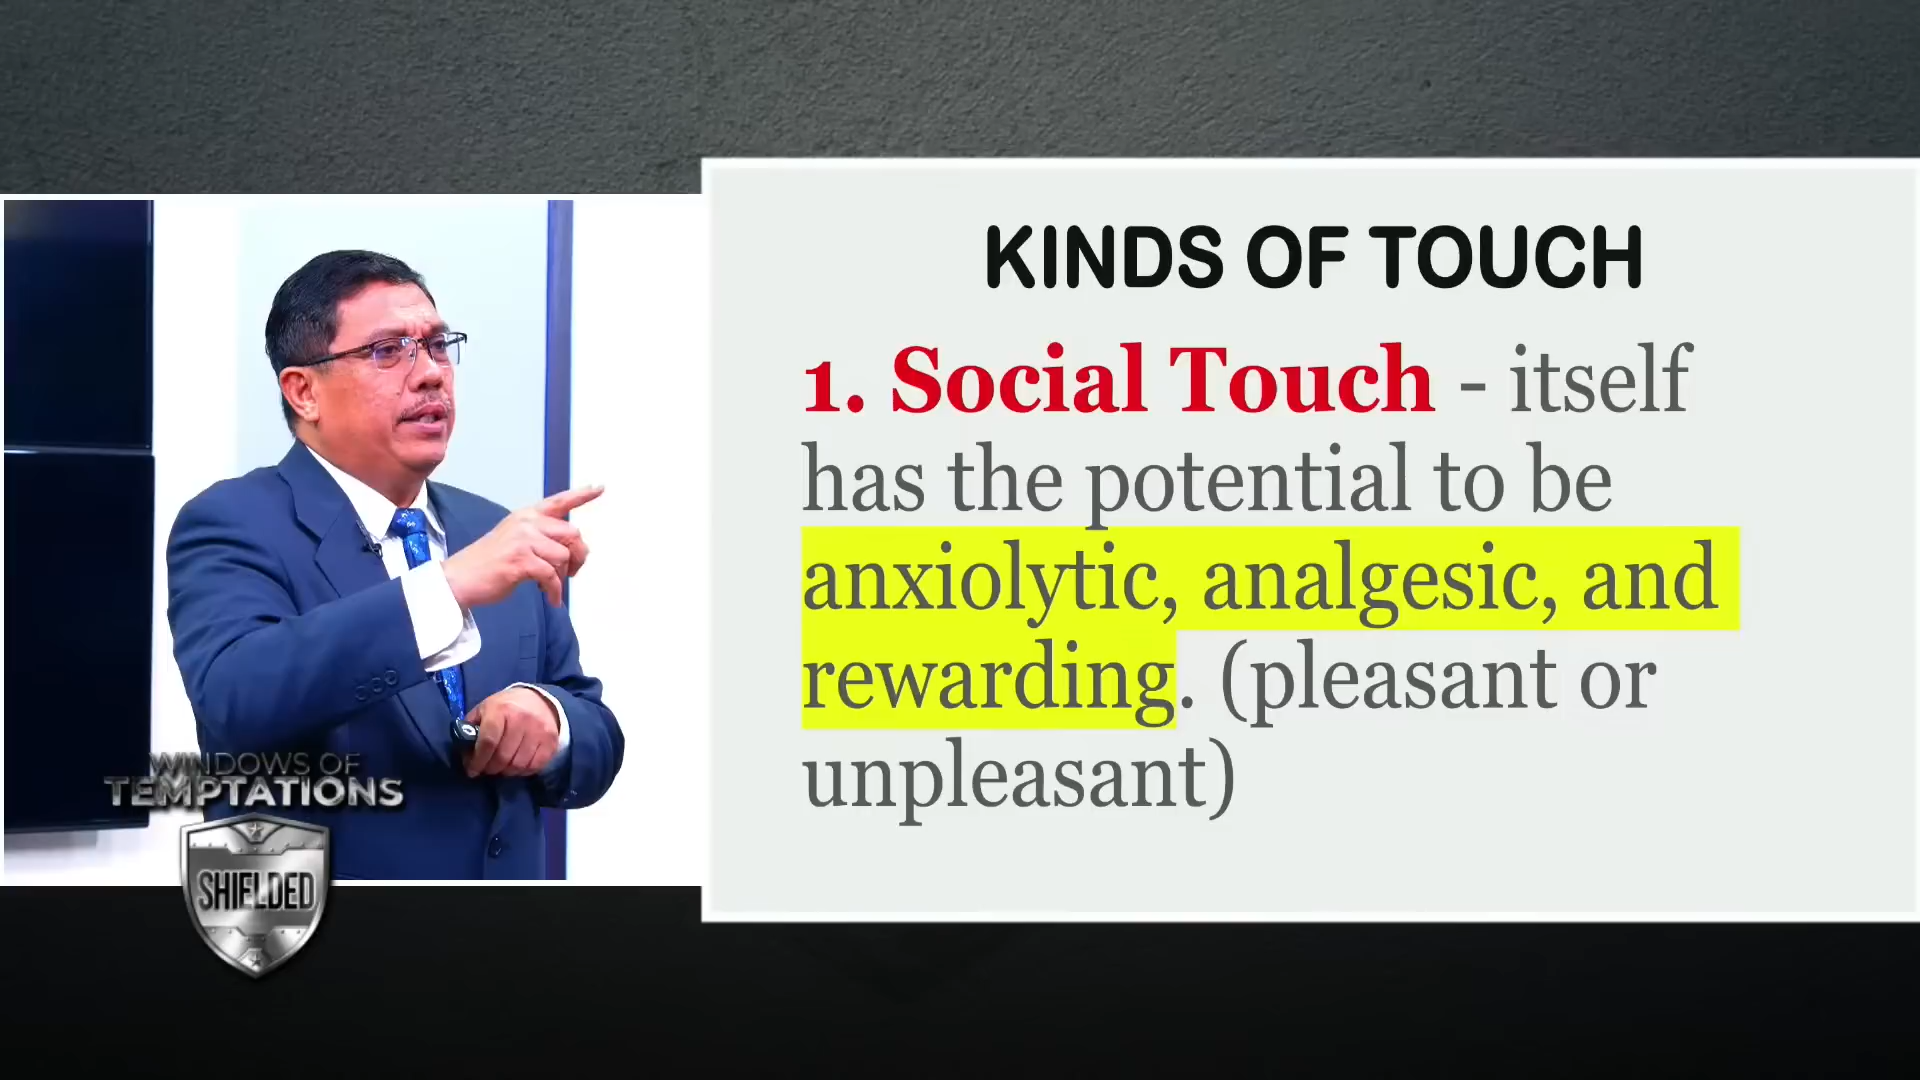 KINDS OF TOUCH
1. Social Touch - itself
has the potential to be
anxiolytic, analgesic, and
rewarding. (pleasant or
unpleasant)
WINDOWS OF
TEMPTATIONS
SHIELDED